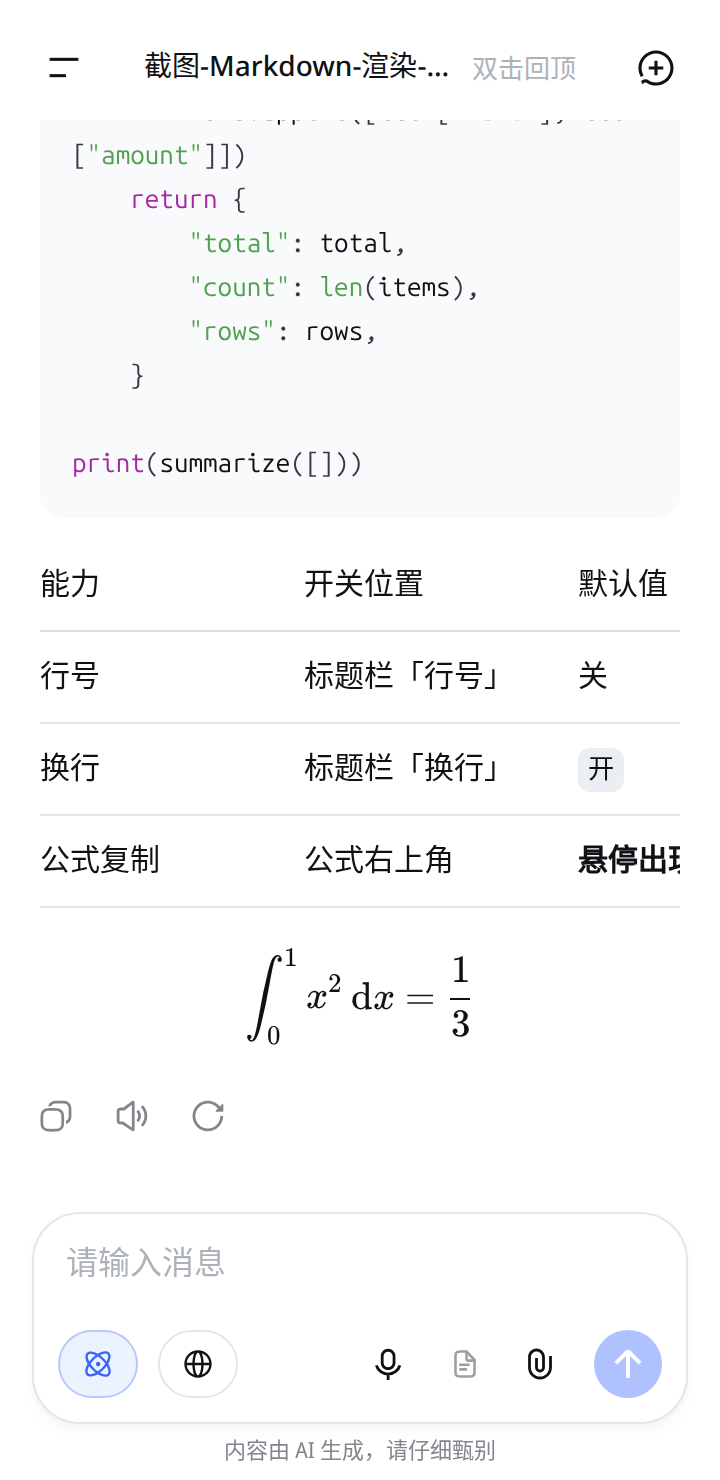 截图-Markdown-渲染-... 双击回顶
["amount"]])
    return {
        "total": total,
        "count": len(items),
        "rows": rows,
    }
print(summarize([]))
能力 开关位置 默认值
行号 标题栏「行号」 关
换行 标题栏「换行」 开
公式复制 公式右上角 悬停出现
∫₀¹ x² dx = 1/3
请输入消息
内容由 AI 生成，请仔细甄别